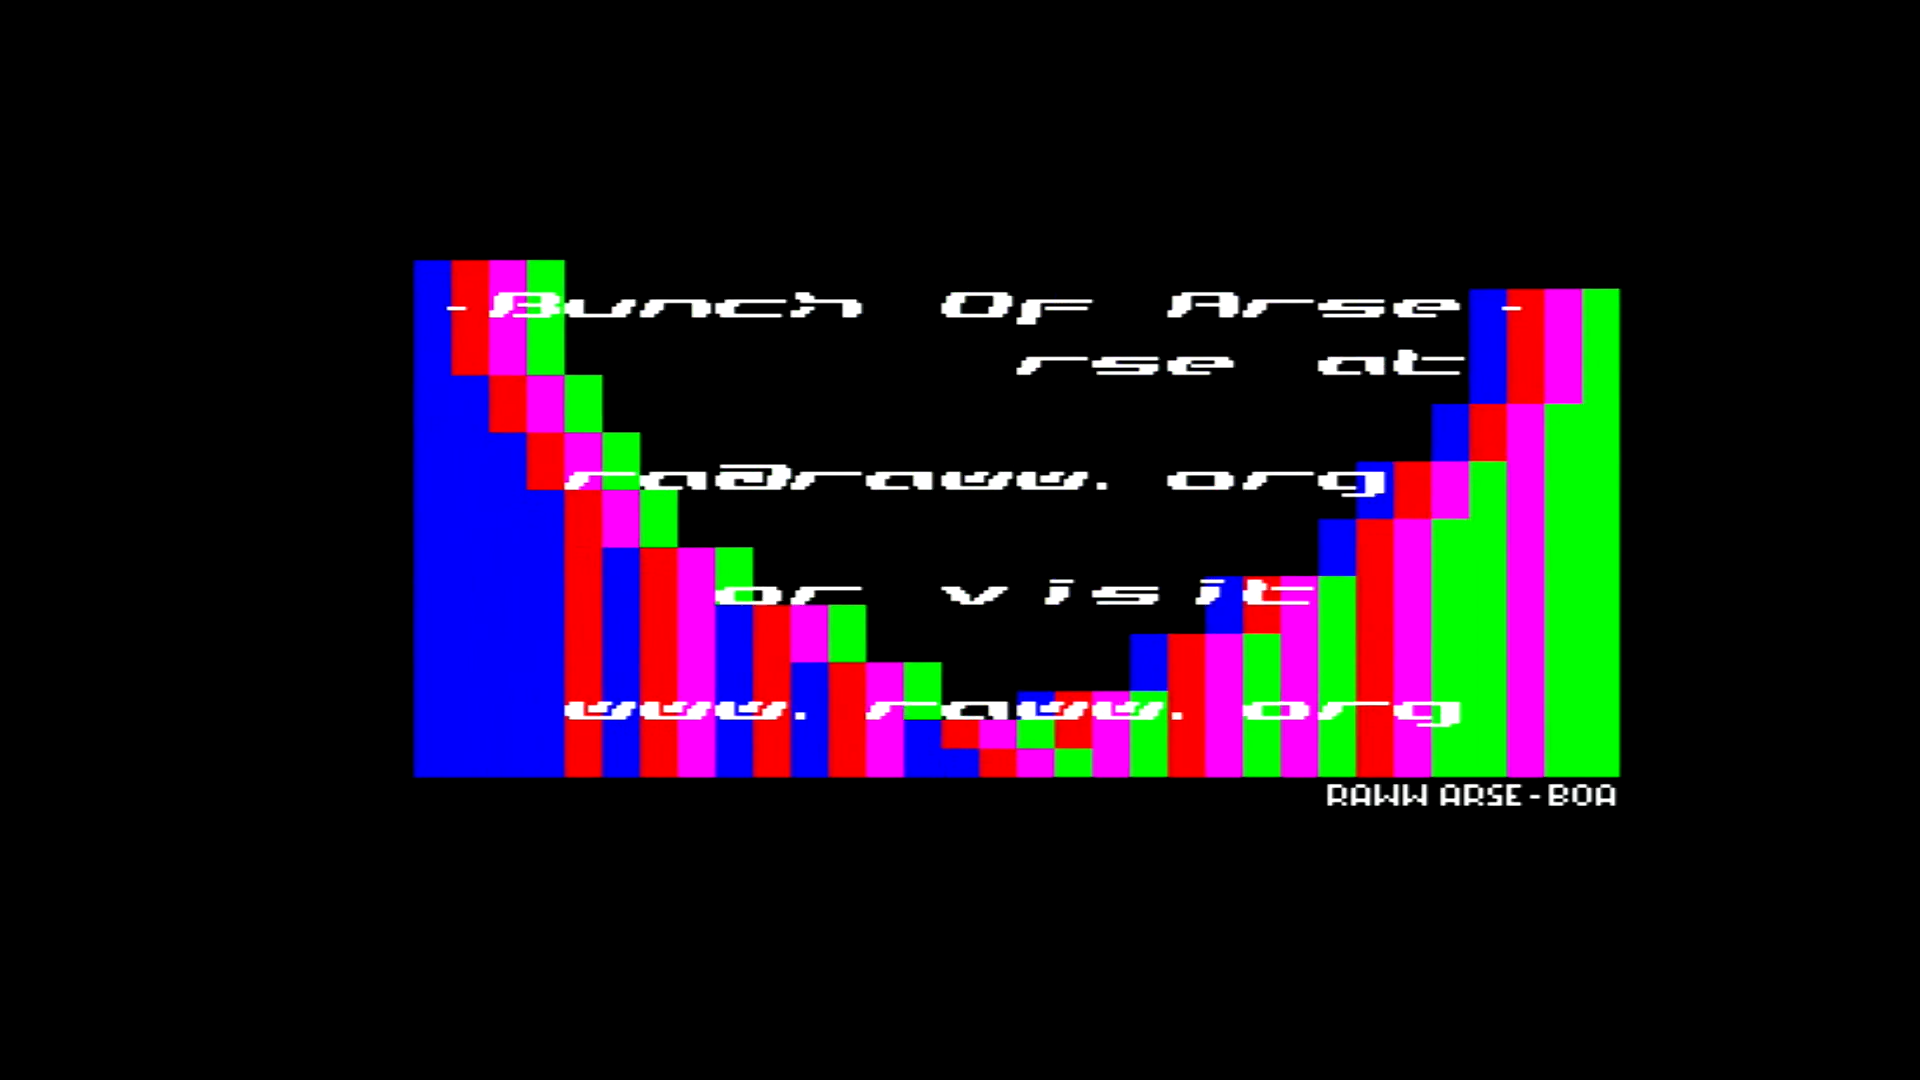 -Bunch Of Arse-
rse at
ra@raww.org
or visit
www.raww.org
RAWW ARSE-BOA